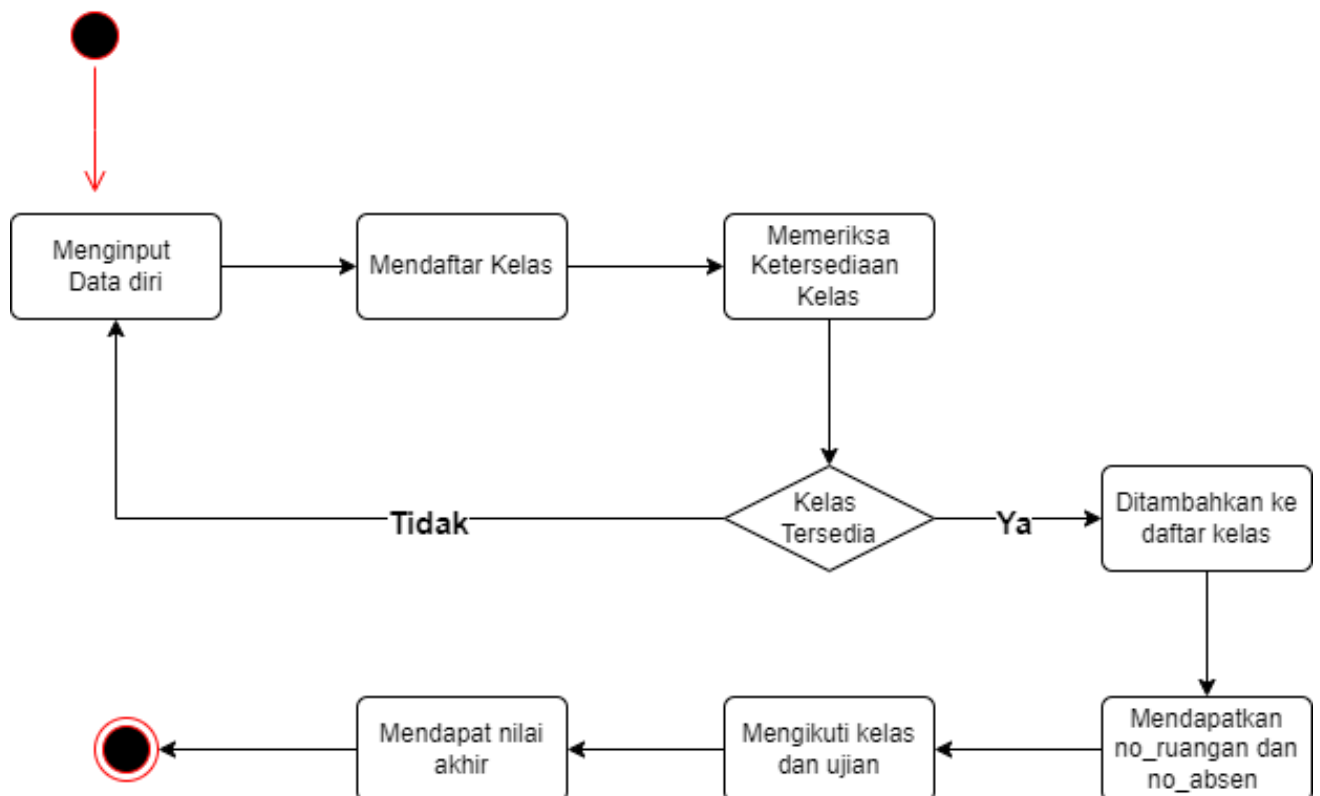 Menginput
Data diri
Mendaftar Kelas
Memeriksa
Ketersediaan
Kelas
Kelas
Tersedia
Tidak
Ya
Ditambahkan ke
daftar kelas
Mendapat nilai
akhir
Mengikuti kelas
dan ujian
Mendapatkan
no_ruangan dan
no_absen